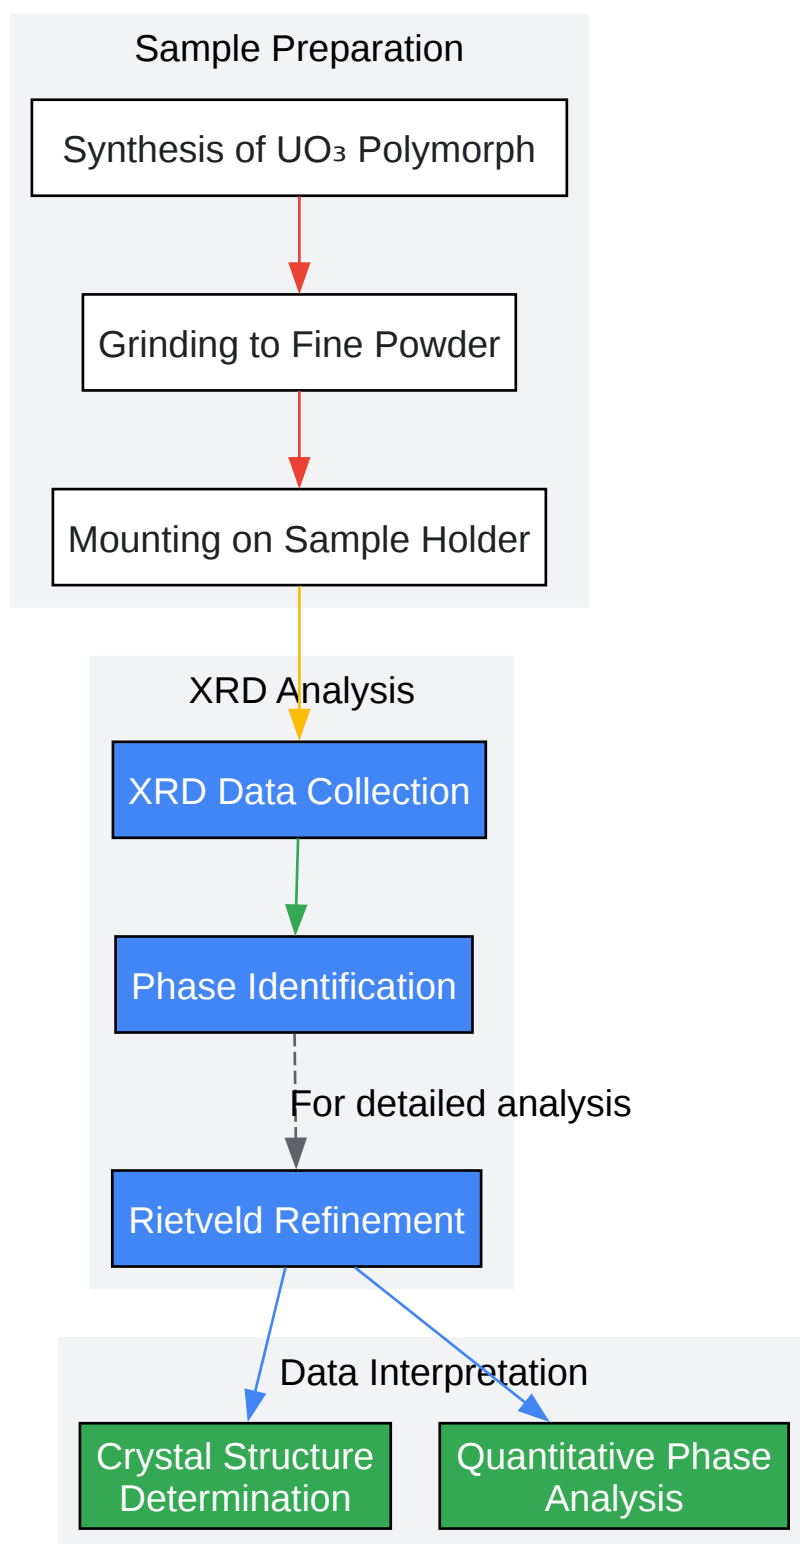 Sample Preparation
Synthesis of UO₃ Polymorph
Grinding to Fine Powder
Mounting on Sample Holder
XRD Analysis
XRD Data Collection
Phase Identification
For detailed analysis
Rietveld Refinement
Data Interpretation
Crystal Structure
Determination
Quantitative Phase
Analysis